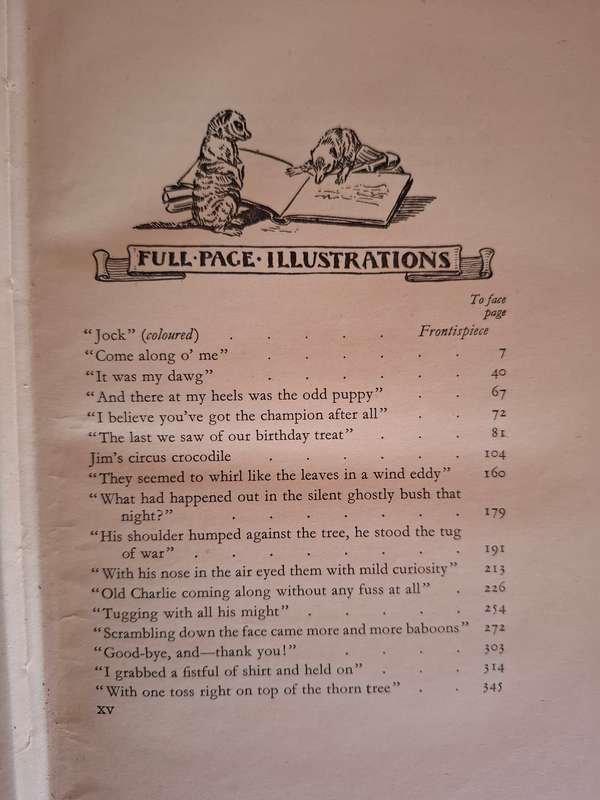 FULL·PAGE·ILLUSTRATIONS
To face
page
"Jock" (coloured) . . . . . Frontispiece
"Come along o' me" . . . . . . 7
"It was my dawg" . . . . . . 40
"And there at my heels was the odd puppy" . . 67
"I believe you've got the champion after all" . . 72
"The last we saw of our birthday treat" . . . 81
Jim's circus crocodile . . . . . . 104
"They seemed to whirl like the leaves in a wind eddy" 160
"What had happened out in the silent ghostly bush that
night?" . . . . . . . 179
"His shoulder humped against the tree, he stood the tug
of war" . . . . . . . . 191
"With his nose in the air eyed them with mild curiosity" 213
"Old Charlie coming along without any fuss at all" . 226
"Tugging with all his might" . . . . . 254
"Scrambling down the face came more and more baboons" 272
"Good-bye, and—thank you!" . . . . 303
"I grabbed a fistful of shirt and held on" . . . 314
"With one toss right on top of the thorn tree" . . 345
XV